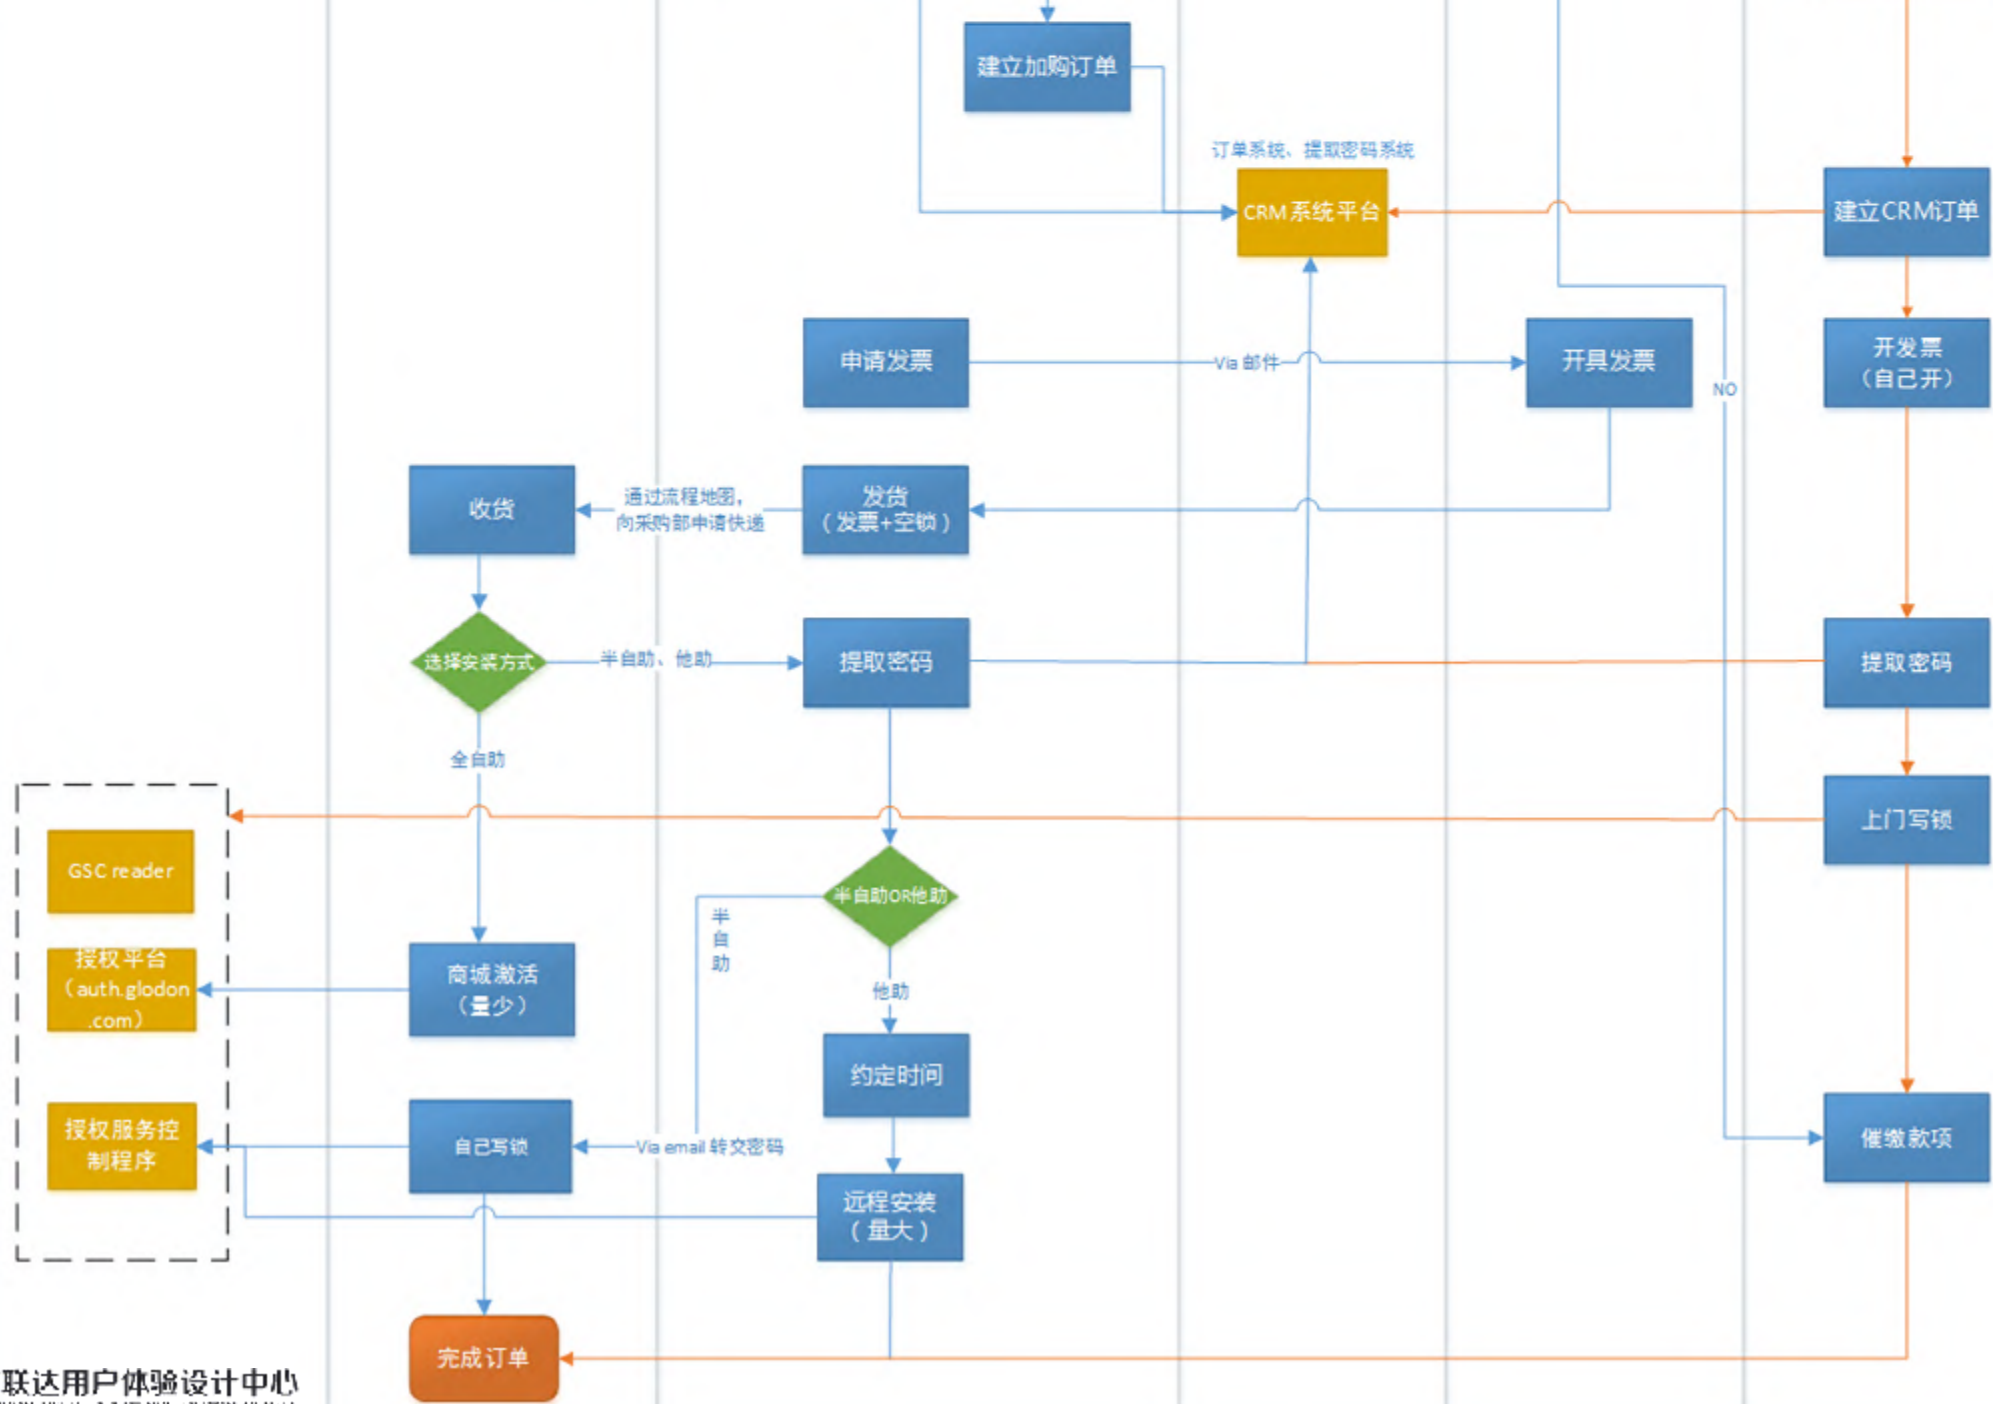 建立加购订单
订单系统、提取密码系统
CRM系统平台
建立CRM订单
申请发票
Via 邮件
开具发票
NO
开发票
（自己开）
收货
通过流程地图，
向采购部申请快递
发货
（发票+空锁）
选择安装方式
半自助、他助
提取密码
提取密码
全自助
上门写锁
GSC reader
半自助OR他助
半
自
助
授权平台
（auth.glodon
.com）
商城激活
（量少）
他助
约定时间
授权服务控
制程序
自己写锁
Via email 转交密码
催缴款项
远程安装
（量大）
完成订单
联达用户体验设计中心